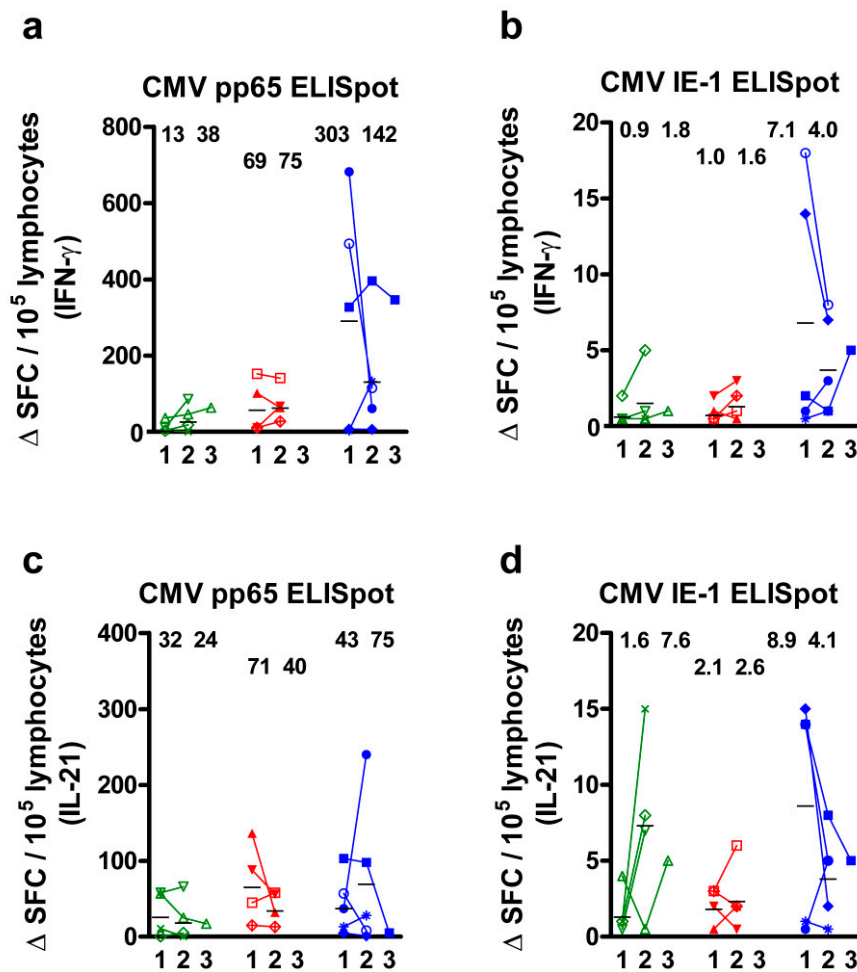 a
CMV pp65 ELISpot
Δ SFC / 10⁵ lymphocytes
(IFN-γ)
800
600
400
200
0
13 38
69 75
303 142
1 2 3
1 2 3
1 2 3
b
CMV IE-1 ELISpot
Δ SFC / 10⁵ lymphocytes
(IFN-γ)
20
15
10
5
0
0.9 1.8
1.0 1.6
7.1 4.0
1 2 3
1 2 3
1 2 3
c
CMV pp65 ELISpot
Δ SFC / 10⁵ lymphocytes
(IL-21)
400
300
200
100
0
32 24
71 40
43 75
1 2 3
1 2 3
1 2 3
d
CMV IE-1 ELISpot
Δ SFC / 10⁵ lymphocytes
(IL-21)
20
15
10
5
0
1.6 7.6
2.1 2.6
8.9 4.1
1 2 3
1 2 3
1 2 3